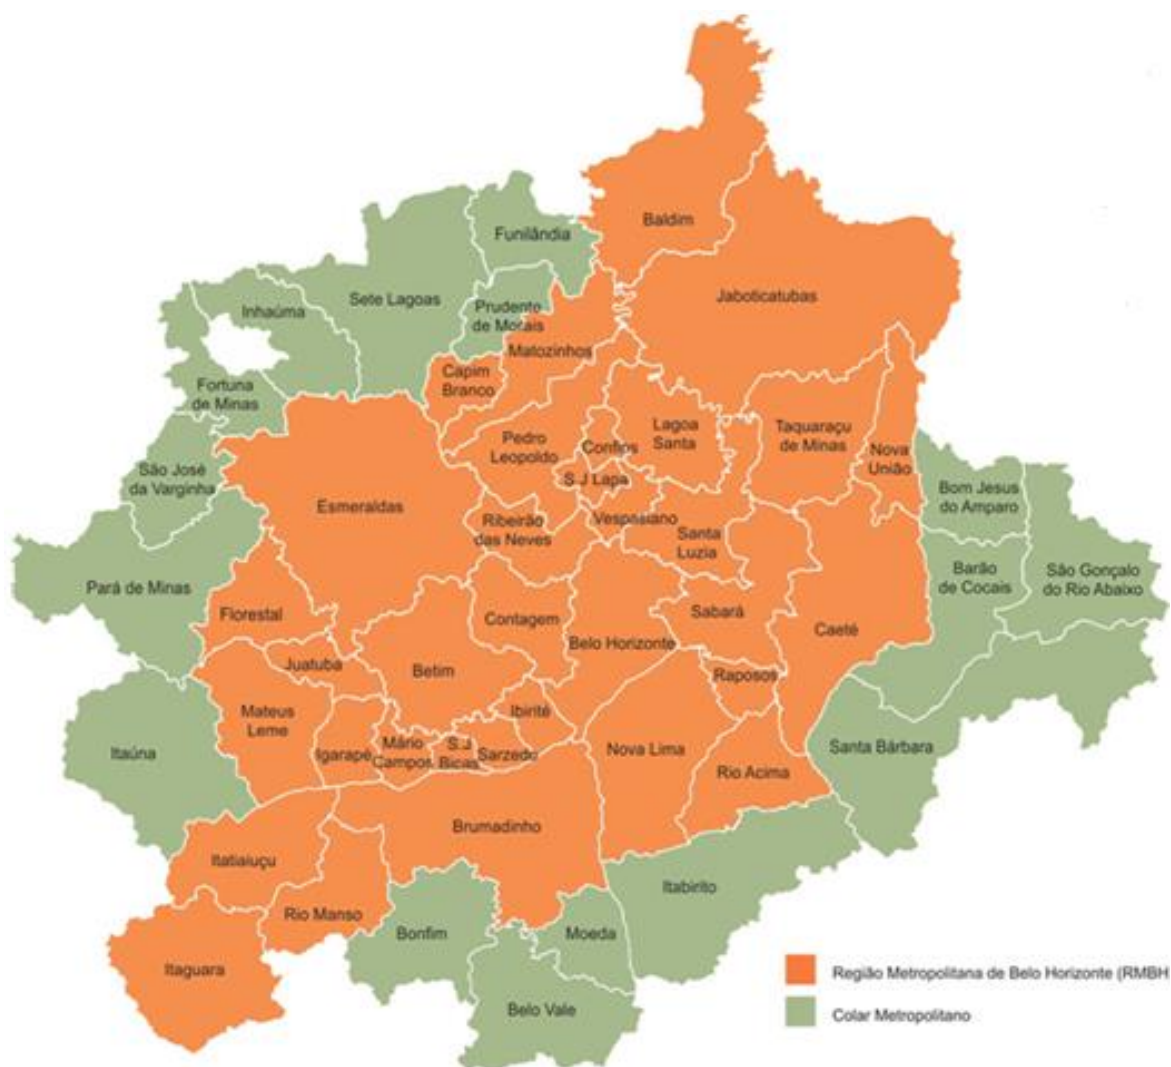 Baldim
Funilândia
Jaboticatubas
Sete Lagoas
Inhaúma
Prudente
de Morais
Matozinhos
Capim
Branco
Fortuna
de Minas
Lagoa
Santa
Taquaraçu
de Minas
Pedro
Leopoldo
Confins
Nova
União
São José
da Varginha
S.J Lapa
Bom Jesus
do Amparo
Esmeraldas
Ribeirão
das Neves
Vespasiano
Santa
Luzia
Barão
de Cocais
São Gonçalo
do Rio Abaixo
Pará de Minas
Florestal
Contagem
Sabará
Caeté
Belo Horizonte
Juatuba
Betim
Raposos
Mateus
Leme
Ibirité
Itaúna
Igarapé
Mário
Campos
S.J
Bicas
Sarzedo
Nova Lima
Santa Bárbara
Rio Acima
Brumadinho
Itatiaiuçu
Itabirito
Rio Manso
Bonfim
Moeda
Itaguara
Belo Vale
Região Metropolitana de Belo Horizonte (RMBH)
Colar Metropolitano